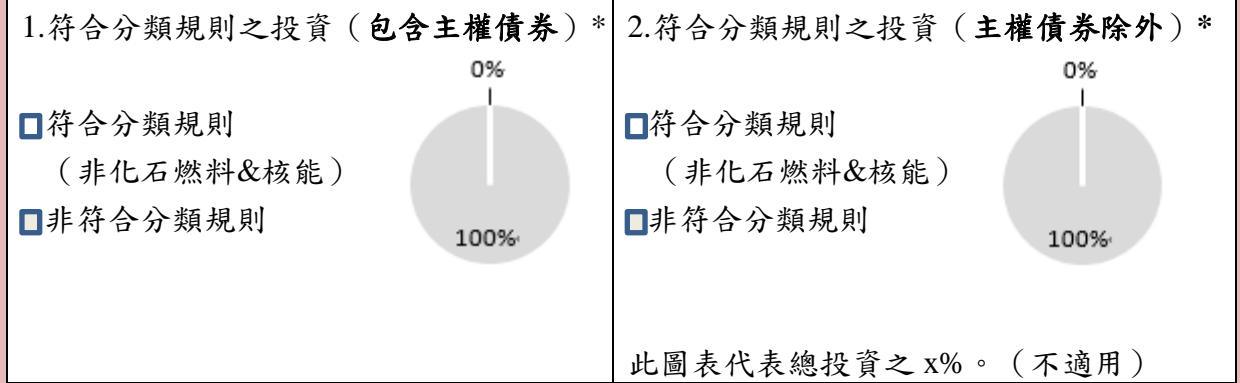 1.符合分類規則之投資（包含主權債券）*
0%
符合分類規則
（非化石燃料&核能）
非符合分類規則
100%
2.符合分類規則之投資（主權債券除外）*
0%
符合分類規則
（非化石燃料&核能）
非符合分類規則
100%
此圖表代表總投資之 x%。（不適用）